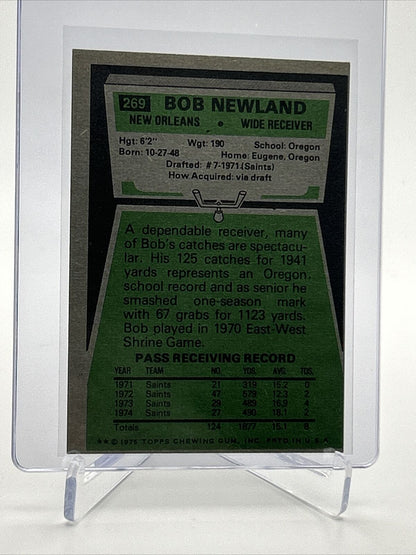 269 BOB NEWLAND
NEW ORLEANS • WIDE RECEIVER
Hgt: 6'2" Wgt: 190 School: Oregon
Born: 10-27-48 Home: Eugene, Oregon
Drafted: #7-1971 (Saints)
How Acquired: via draft
A dependable receiver, many
of Bob's catches are spectacu-
lar. His 125 catches for 1941
yards represents an Oregon
school record and as senior he
smashed one-season mark
with 67 grabs for 1123 yards.
Bob played in 1970 East-West
Shrine Game.
PASS RECEIVING RECORD
YEAR TEAM NO. YDS. AVG. TDS.
1971 Saints 21 319 15.2 0
1972 Saints 47 579 12.3 2
1973 Saints 29 489 16.9 4
1974 Saints 27 490 18.1 2
Totals 124 1877 15.1 8
★★ © 1975 TOPPS CHEWING GUM, INC. PRTD. IN U.S.A.